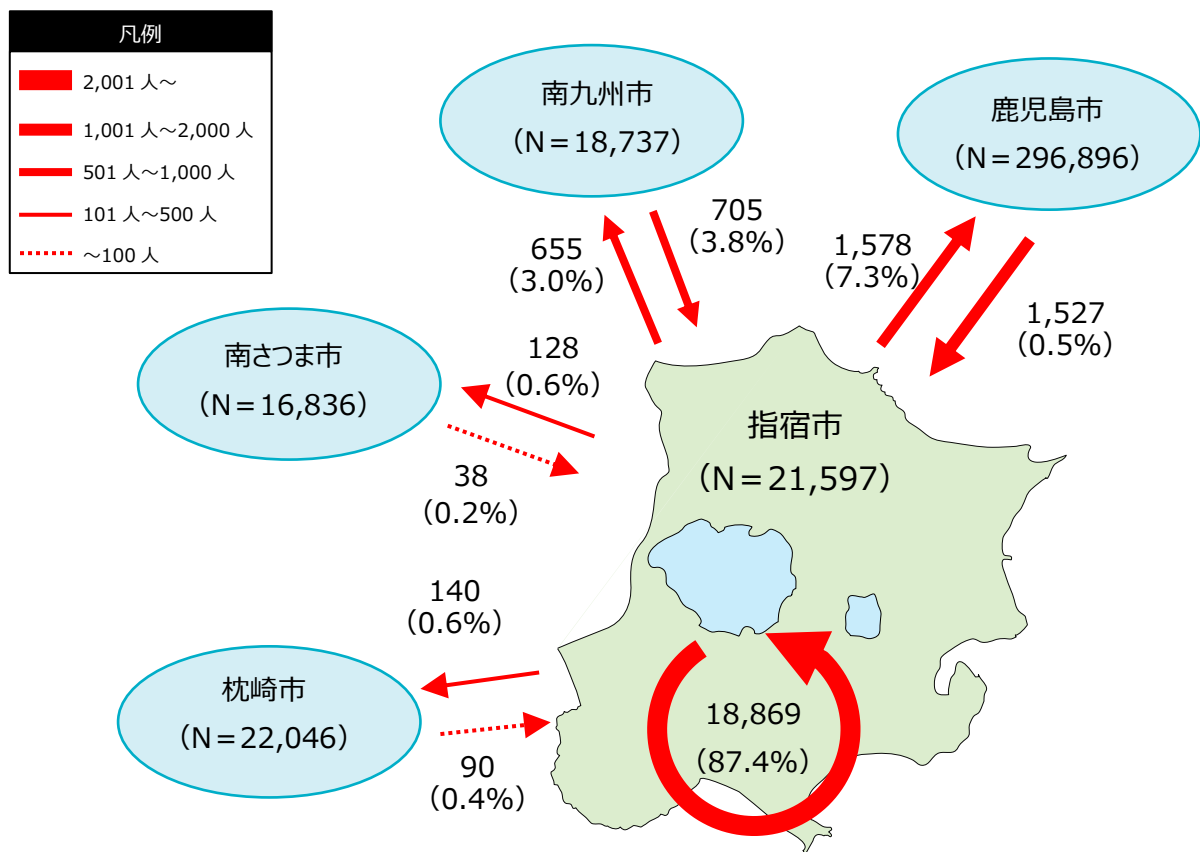 凡例
2,001 人～
1,001 人～2,000 人
501 人～1,000 人
101 人～500 人
～100 人
南九州市
（N＝18,737）
鹿児島市
（N＝296,896）
655
（3.0%）
705
（3.8%）
1,578
（7.3%）
1,527
（0.5%）
南さつま市
（N＝16,836）
128
（0.6%）
38
（0.2%）
指宿市
（N＝21,597）
140
（0.6%）
枕崎市
（N＝22,046）
90
（0.4%）
18,869
（87.4%）